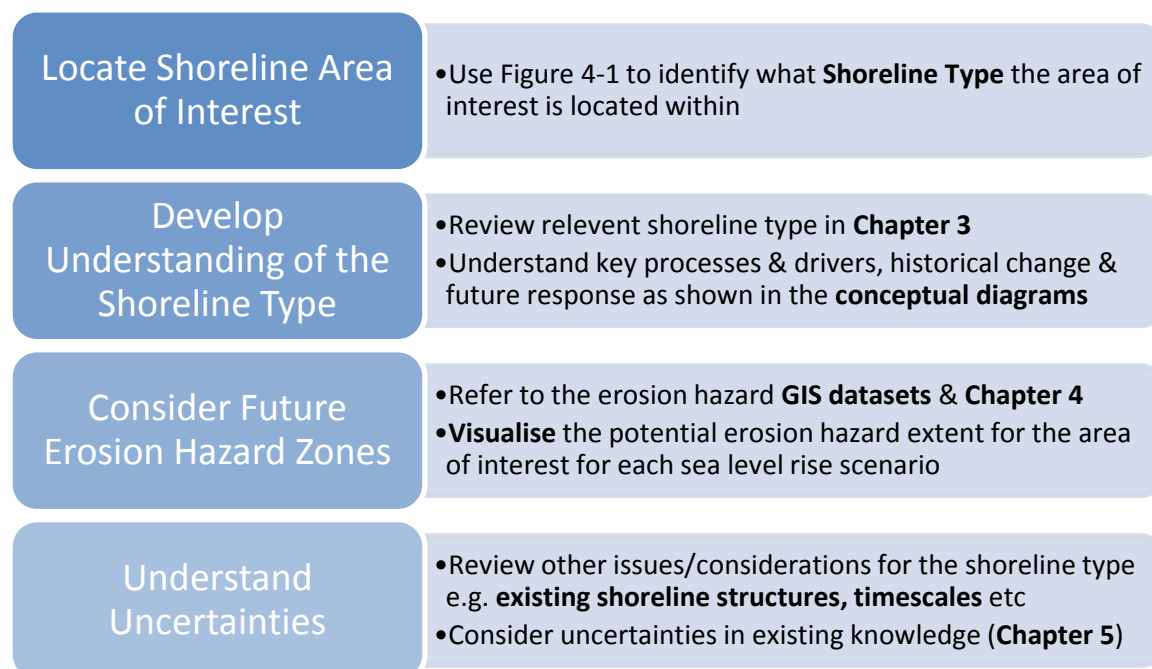 Locate Shoreline Area
of Interest
•Use Figure 4-1 to identify what Shoreline Type the area of
interest is located within
Develop
Understanding of the
Shoreline Type
•Review relevent shoreline type in Chapter 3
•Understand key processes & drivers, historical change &
future response as shown in the conceptual diagrams
Consider Future
Erosion Hazard Zones
•Refer to the erosion hazard GIS datasets & Chapter 4
•Visualise the potential erosion hazard extent for the area
of interest for each sea level rise scenario
Understand
Uncertainties
•Review other issues/considerations for the shoreline type
e.g. existing shoreline structures, timescales etc
•Consider uncertainties in existing knowledge (Chapter 5)